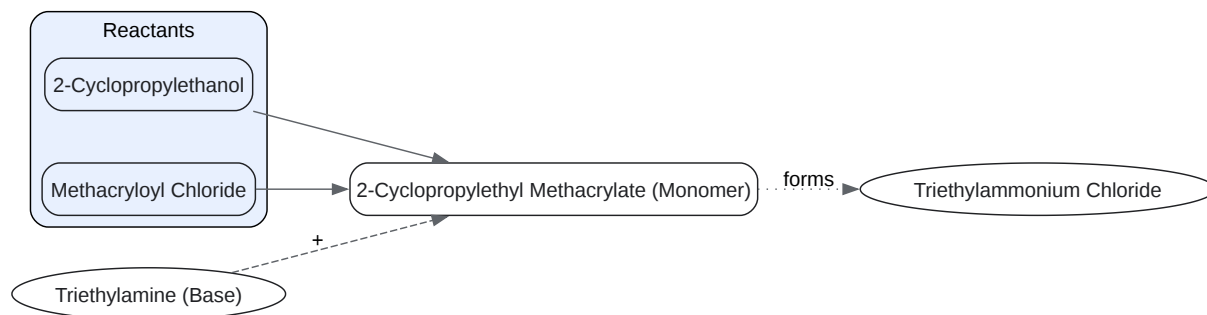 Reactants
2-Cyclopropylethanol
Methacryloyl Chloride
2-Cyclopropylethyl Methacrylate (Monomer)
forms
Triethylammonium Chloride
+
Triethylamine (Base)